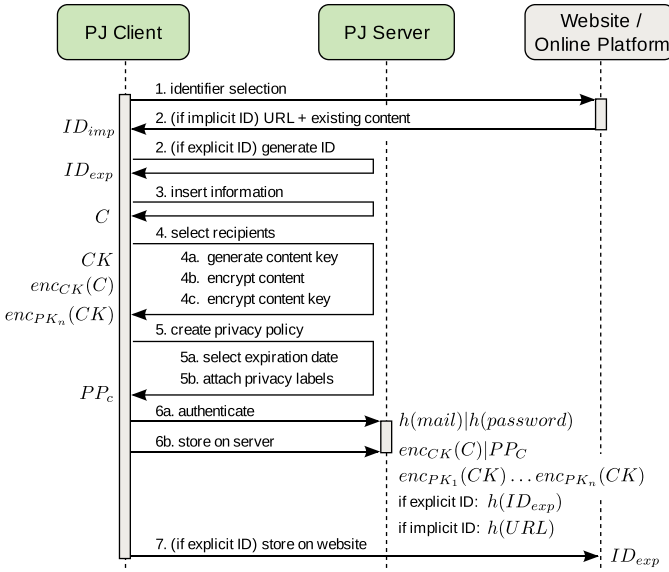 PJ Client
PJ Server
Website /
Online Platform
1. identifier selection
2. (if implicit ID) URL + existing content
ID_imp
2. (if explicit ID) generate ID
ID_exp
3. insert information
C
4. select recipients
CK
4a. generate content key
enc_CK(C)
4b. encrypt content
4c. encrypt content key
enc_PK_n(CK)
5. create privacy policy
5a. select expiration date
5b. attach privacy labels
PP_c
6a. authenticate
h(mail)|h(password)
6b. store on server
enc_CK(C)|PP_C
enc_PK_1(CK) ... enc_PK_n(CK)
if explicit ID: h(ID_exp)
if implicit ID: h(URL)
7. (if explicit ID) store on website
ID_exp